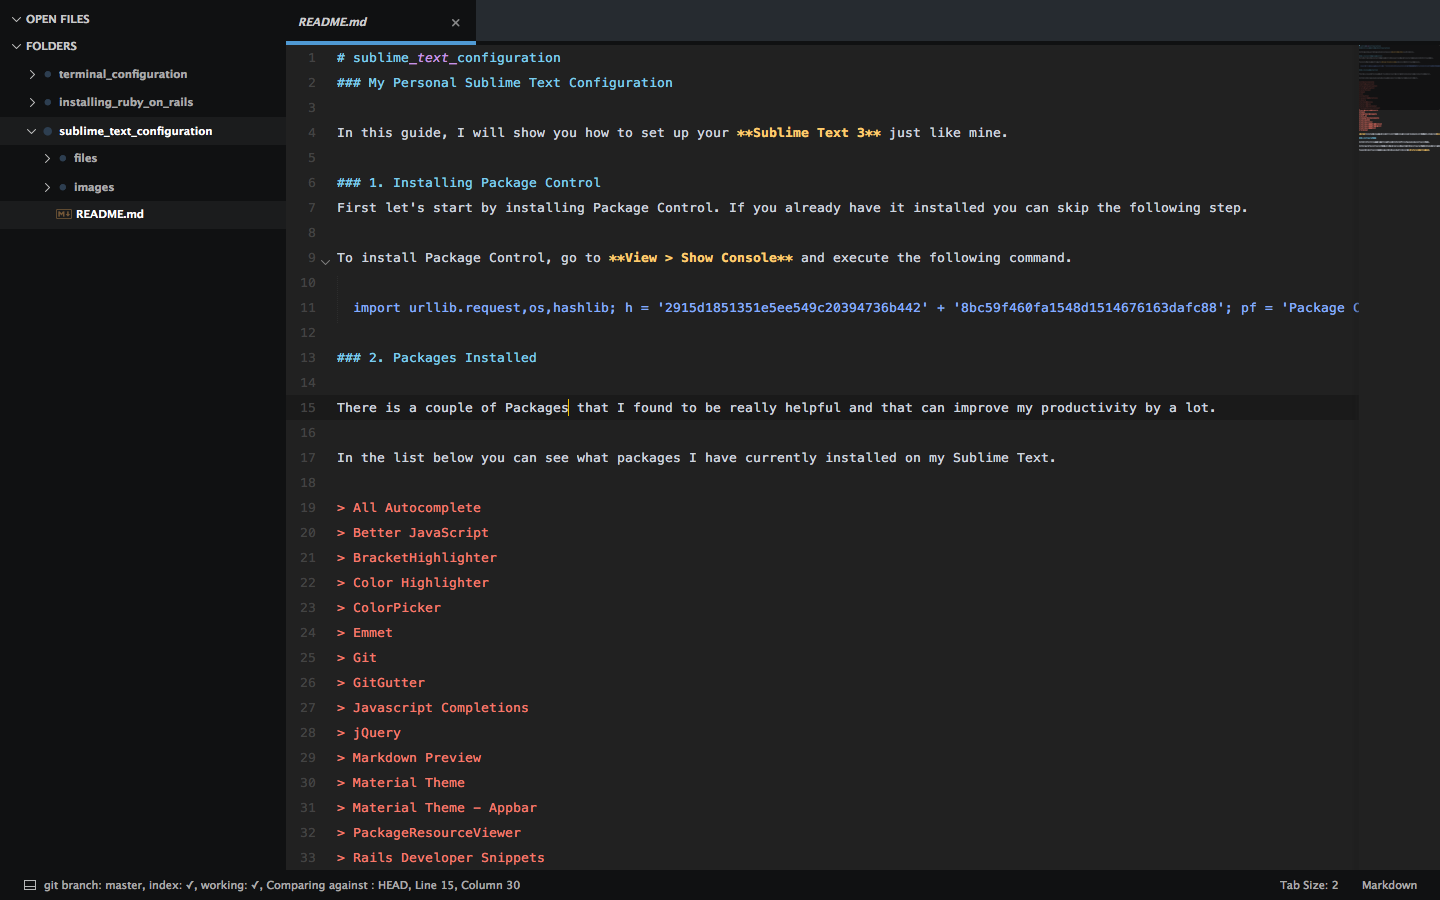 OPEN FILES
FOLDERS
terminal_configuration
installing_ruby_on_rails
sublime_text_configuration
files
images
README.md
README.md ×
1 # sublime_text_configuration
2 ### My Personal Sublime Text Configuration
3
4 In this guide, I will show you how to set up your **Sublime Text 3** just like mine.
5
6 ### 1. Installing Package Control
7 First let's start by installing Package Control. If you already have it installed you can skip the following step.
8
9 To install Package Control, go to **View > Show Console** and execute the following command.
10
11 import urllib.request,os,hashlib; h = '2915d1851351e5ee549c20394736b442' + '8bc59f460fa1548d1514676163dafc88'; pf = 'Package C
12
13 ### 2. Packages Installed
14
15 There is a couple of Packages that I found to be really helpful and that can improve my productivity by a lot.
16
17 In the list below you can see what packages I have currently installed on my Sublime Text.
18
19 > All Autocomplete
20 > Better JavaScript
21 > BracketHighlighter
22 > Color Highlighter
23 > ColorPicker
24 > Emmet
25 > Git
26 > GitGutter
27 > Javascript Completions
28 > jQuery
29 > Markdown Preview
30 > Material Theme
31 > Material Theme - Appbar
32 > PackageResourceViewer
33 > Rails Developer Snippets
git branch: master, index: ✓, working: ✓, Comparing against : HEAD, Line 15, Column 30
Tab Size: 2 Markdown